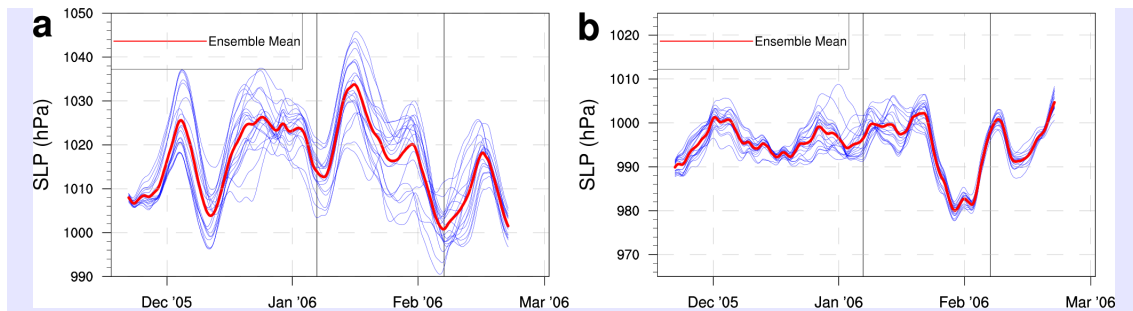 a
1050
1040
1030
1020
1010
1000
990
SLP (hPa)
Ensemble Mean
Dec '05
Jan '06
Feb '06
Mar '06
b
1020
1010
1000
990
980
970
SLP (hPa)
Ensemble Mean
Dec '05
Jan '06
Feb '06
Mar '06